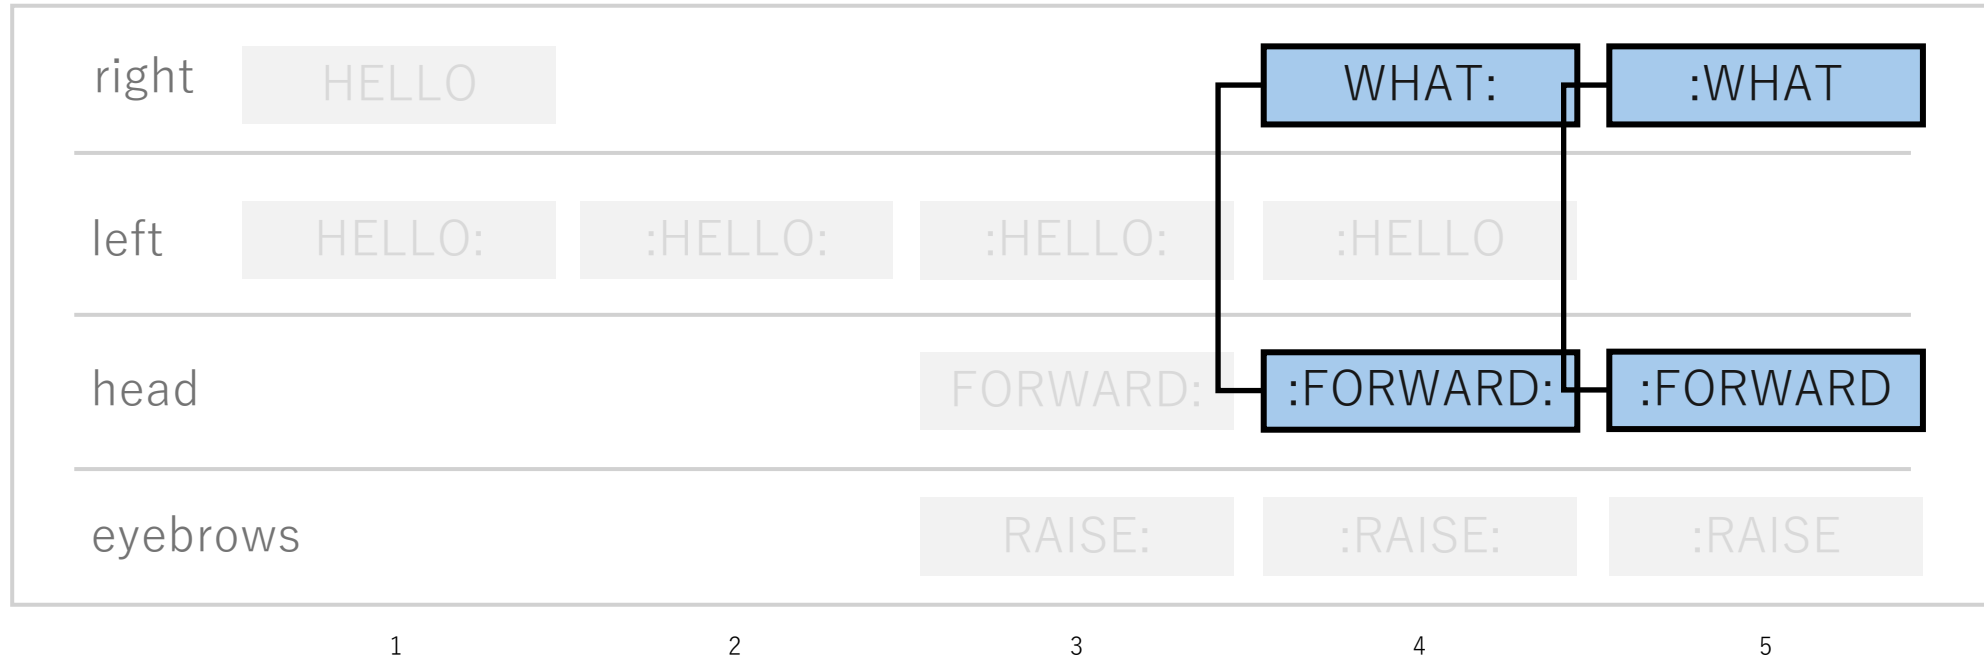 right HELLO WHAT: :WHAT
left HELLO: :HELLO: :HELLO: :HELLO
head FORWARD: :FORWARD: :FORWARD
eyebrows RAISE: :RAISE: :RAISE
1 2 3 4 5